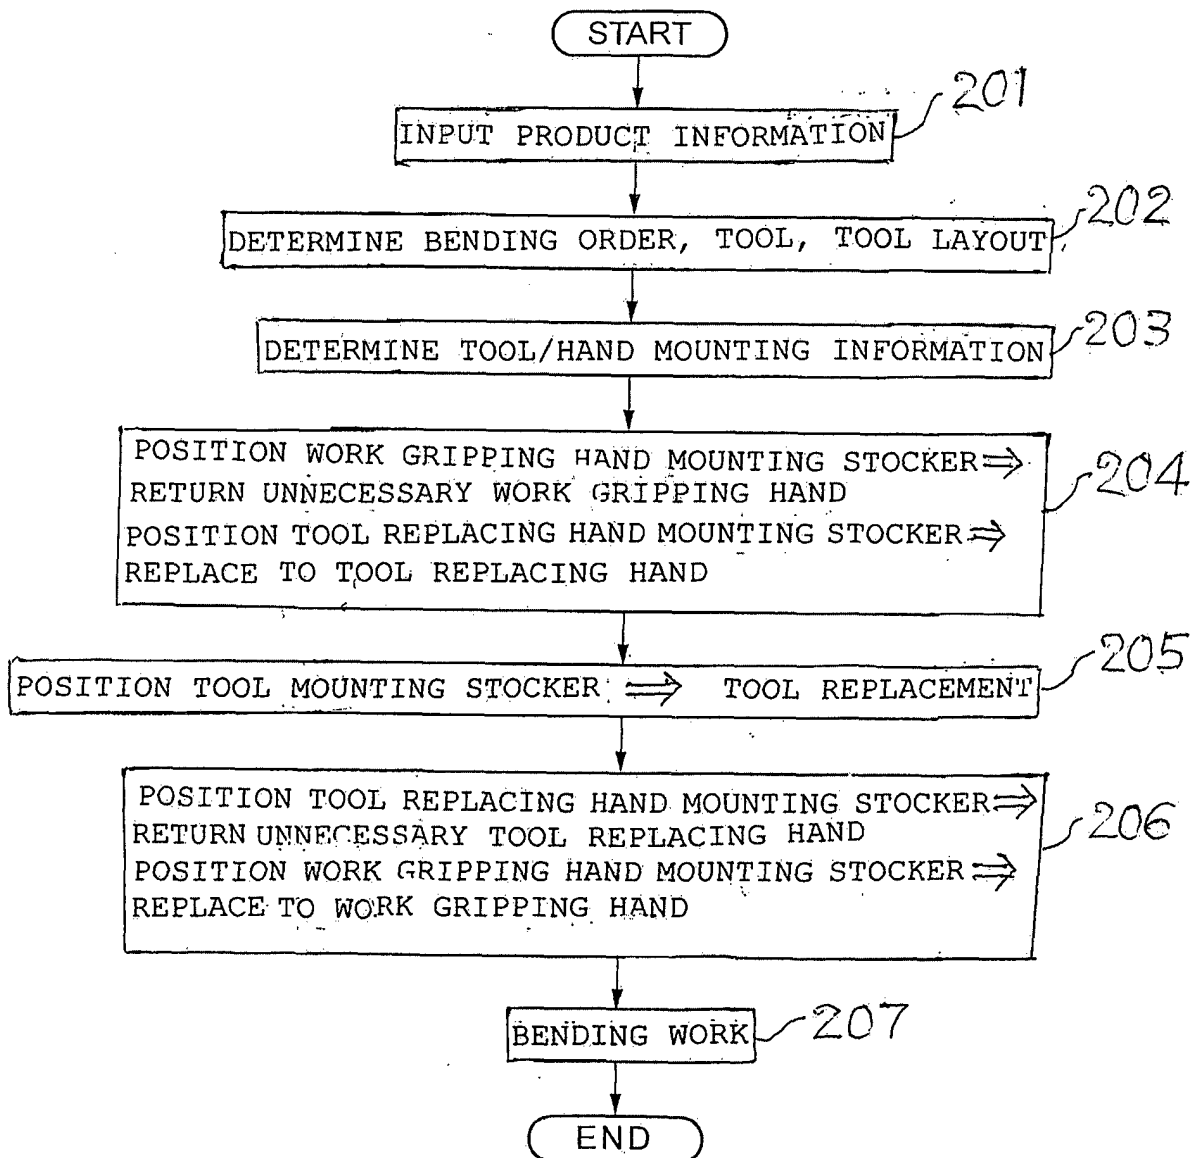 START
201
INPUT PRODUCT INFORMATION
202
DETERMINE BENDING ORDER, TOOL, TOOL LAYOUT
203
DETERMINE TOOL/HAND MOUNTING INFORMATION
204
POSITION WORK GRIPPING HAND MOUNTING STOCKER⇒
RETURN UNNECESSARY WORK GRIPPING HAND
POSITION TOOL REPLACING HAND MOUNTING STOCKER⇒
REPLACE TO TOOL REPLACING HAND
205
POSITION TOOL MOUNTING STOCKER ⇒ TOOL REPLACEMENT
206
POSITION TOOL REPLACING HAND MOUNTING STOCKER⇒
RETURN UNNECESSARY TOOL REPLACING HAND
POSITION WORK GRIPPING HAND MOUNTING STOCKER⇒
REPLACE TO WORK GRIPPING HAND
207
BENDING WORK
END